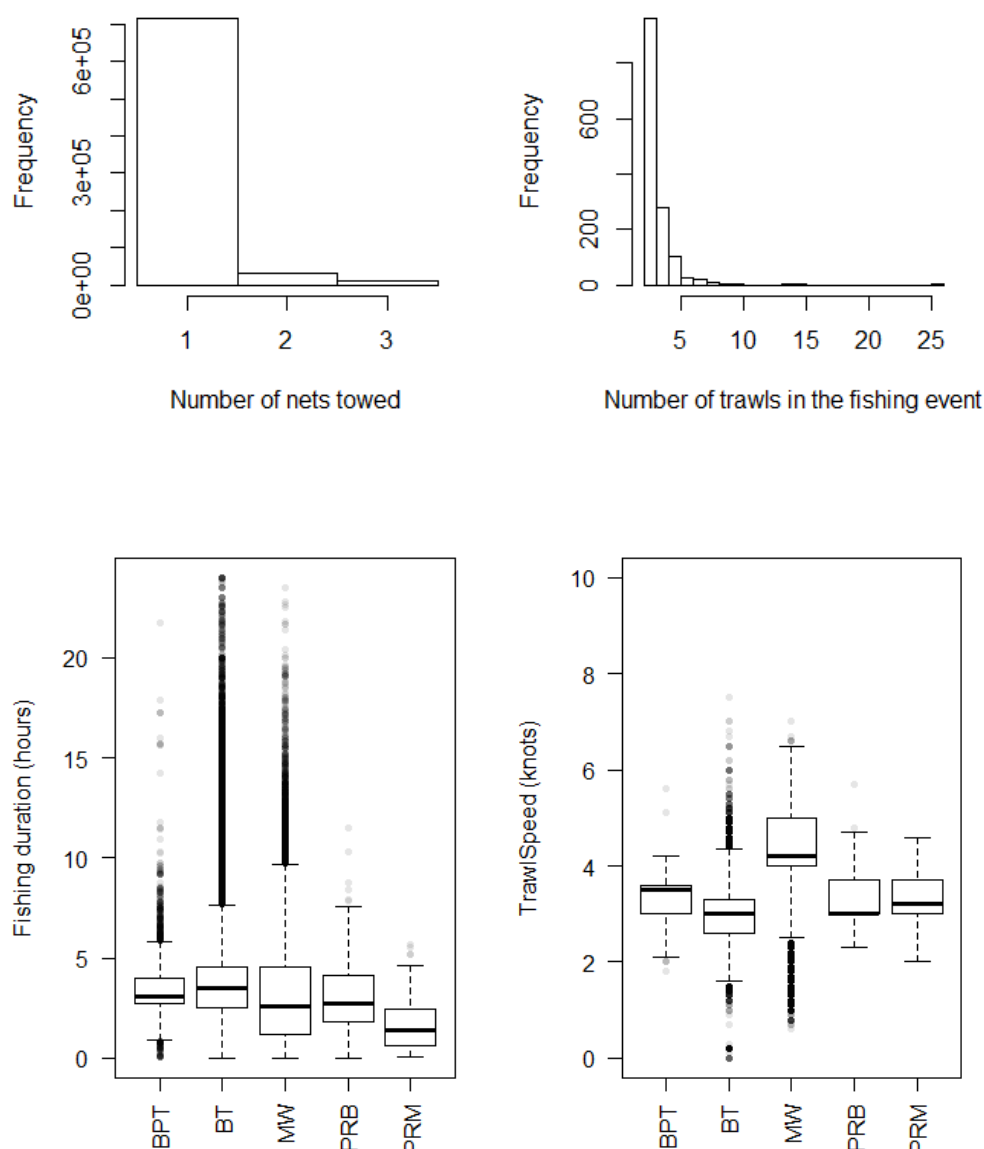 Frequency
0e+00 3e+05 6e+05
1 2 3
Number of nets towed
Frequency
0 200 600
5 10 15 20 25
Number of trawls in the fishing event
Fishing duration (hours)
20
15
10
5
0
BPT BT MW PRB PRM
TrawlSpeed (knots)
10
8
6
4
2
0
BPT BT MW PRB PRM